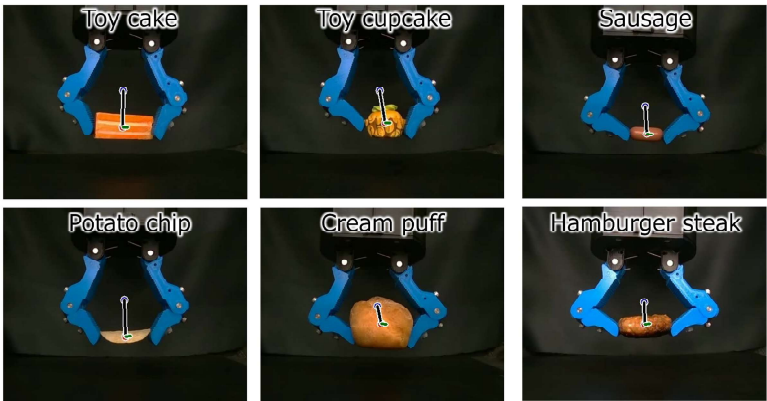 Toy cake
Toy cupcake
Sausage
Potato chip
Cream puff
Hamburger steak